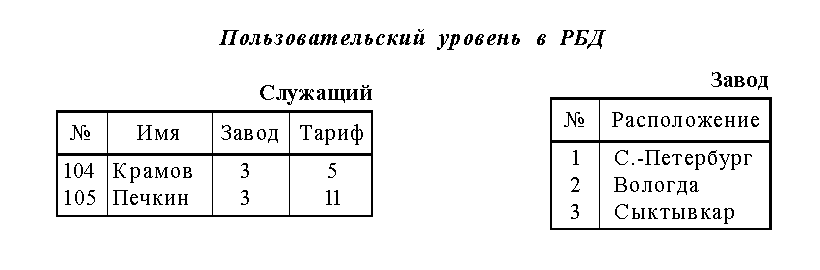 Пользовательский уровень в РБД
Служащий
№ Имя Завод Тариф
104 Крамов 3 5
105 Печкин 3 11
Завод
№ Расположение
1 С.-Петербург
2 Вологда
3 Сыктывкар